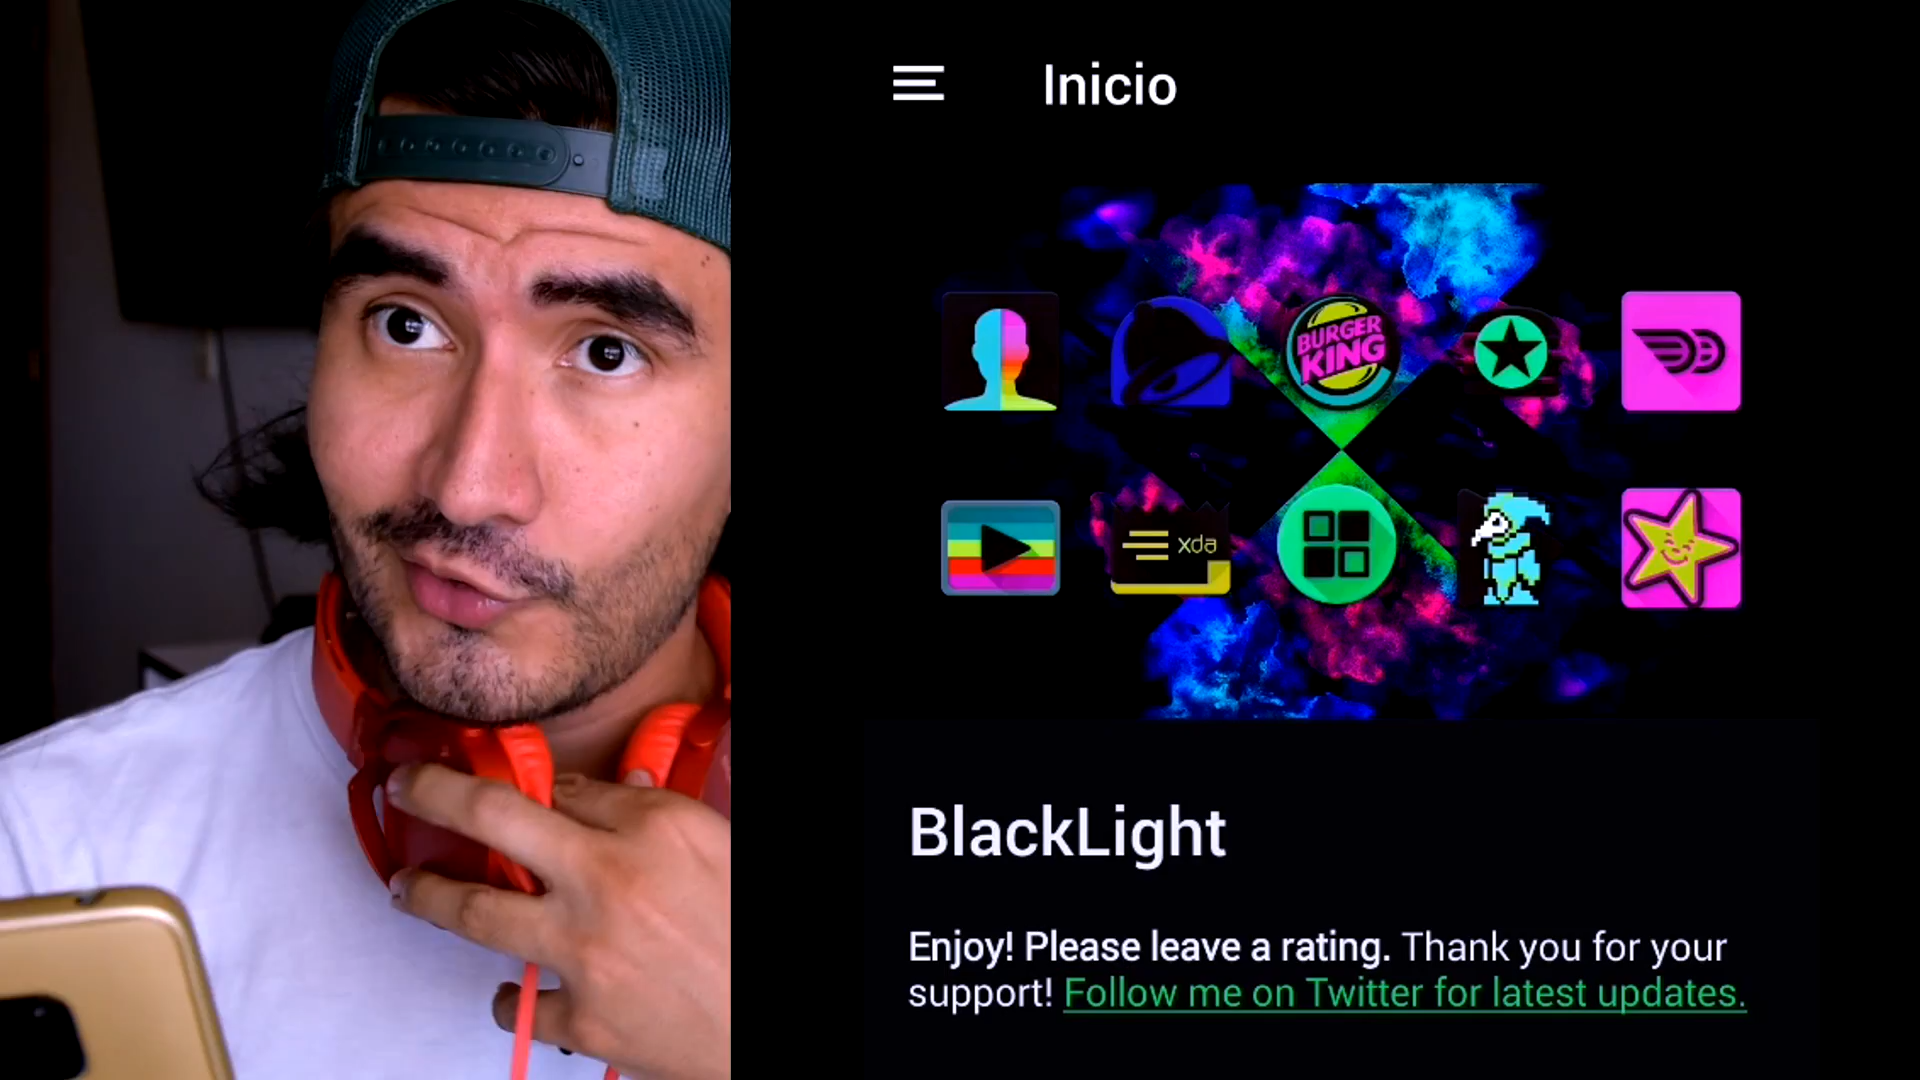 Inicio
BURGER
KING
xda
BlackLight
Enjoy! Please leave a rating. Thank you for your
support! Follow me on Twitter for latest updates.